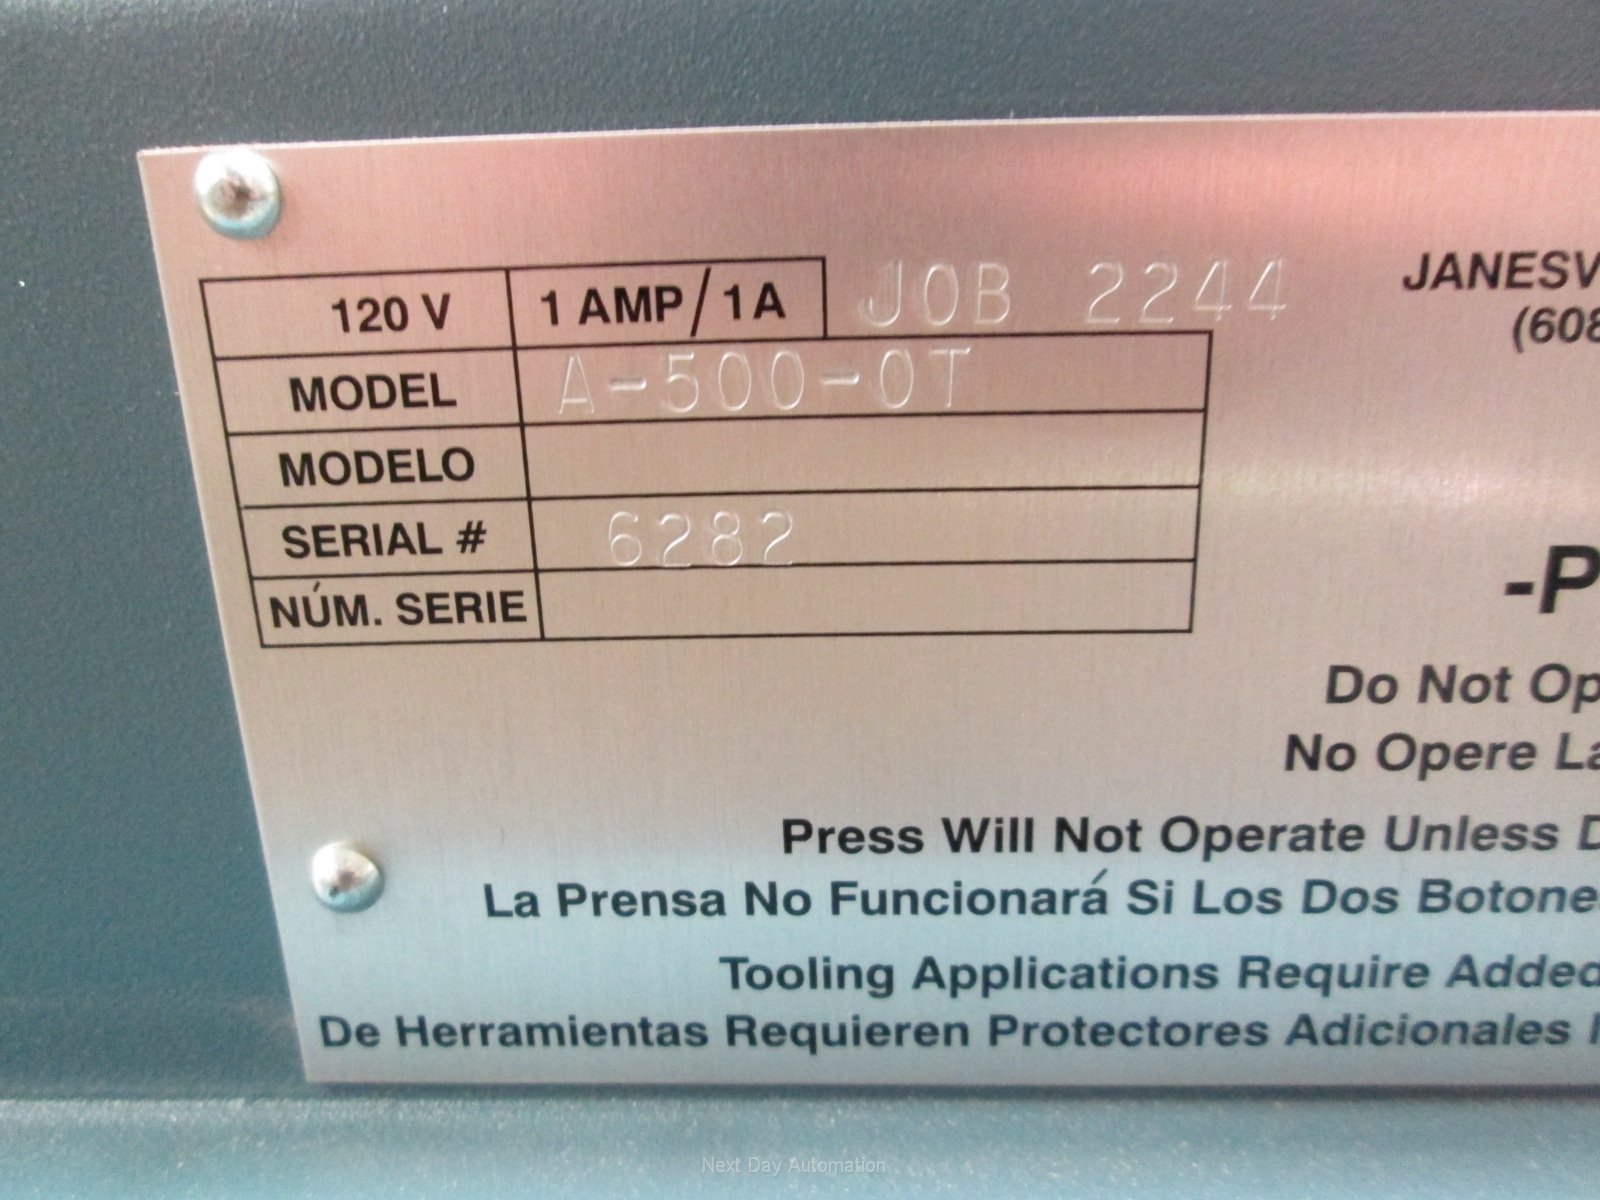 120 V 1 AMP/1A JOB 2244
MODEL A-500-0T
MODELO
SERIAL # 6282
NÚM. SERIE
JANESV
(608
-P
Do Not Op
No Opere La
Press Will Not Operate Unless D
La Prensa No Funcionará Si Los Dos Botone
Tooling Applications Require Added
De Herramientas Requieren Protectores Adicionales
Next Day Automation